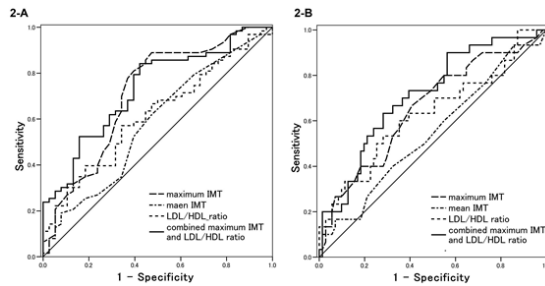 2-A
1.0
0.8
0.6
0.4
0.2
0.0
Sensitivity
0.0 0.2 0.4 0.6 0.8 1.0
1 - Specificity
maximum IMT
maen IMT
LDL/HDL ratio
combined maximum IMT
and LDL/HDL ratio
2-B
1.0
0.8
0.6
0.4
0.2
0.0
Sensitivity
0.0 0.2 0.4 0.6 0.8 1.0
1 - Specificity
maximum IMT
mean IMT
LDL/HDL ratio
combined maximum IMT
and LDL/HDL ratio